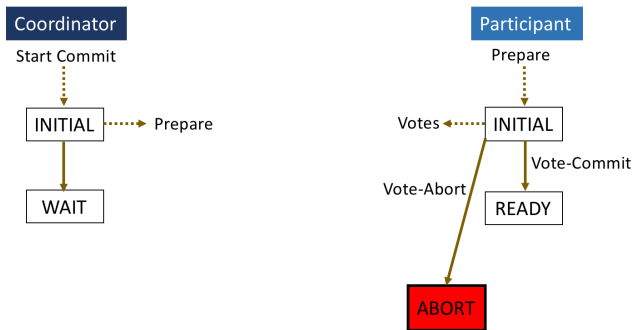 Coordinator
Participant
Start Commit
Prepare
INITIAL
Prepare
Votes
INITIAL
Vote-Commit
Vote-Abort
WAIT
READY
ABORT